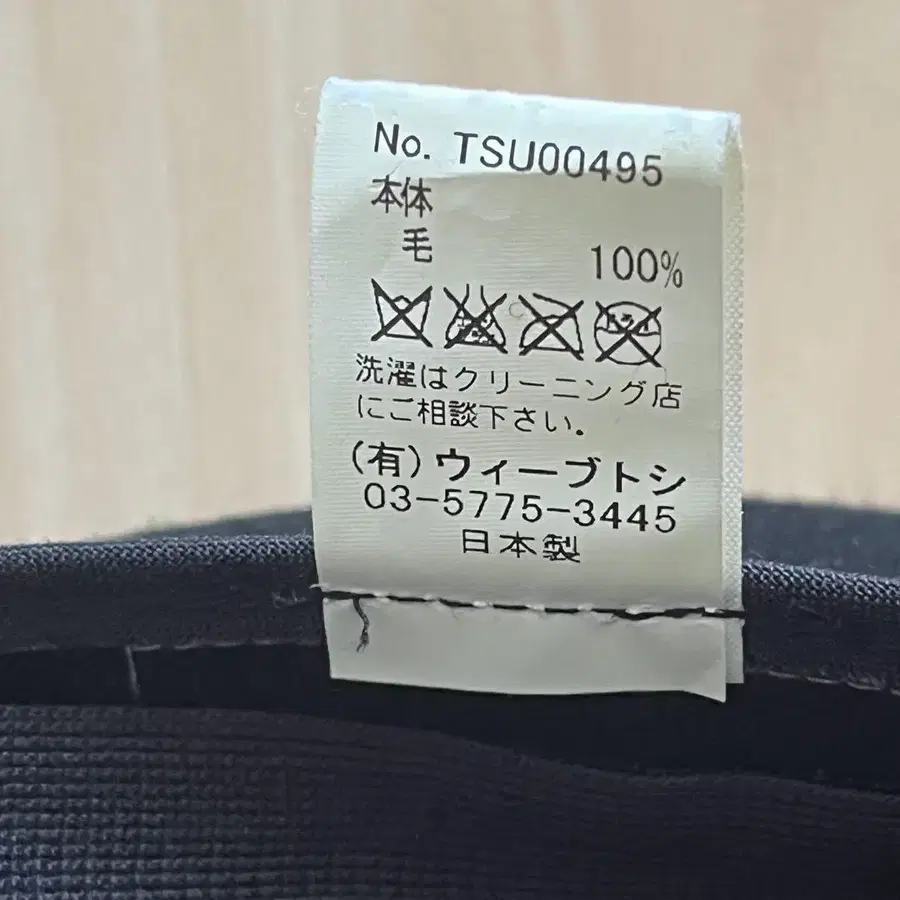 No. TSU00495
本体
毛 100%
洗濯はクリーニング店
にご相談下さい。
(有)ウィーブトシ
03-5775-3445
日本製